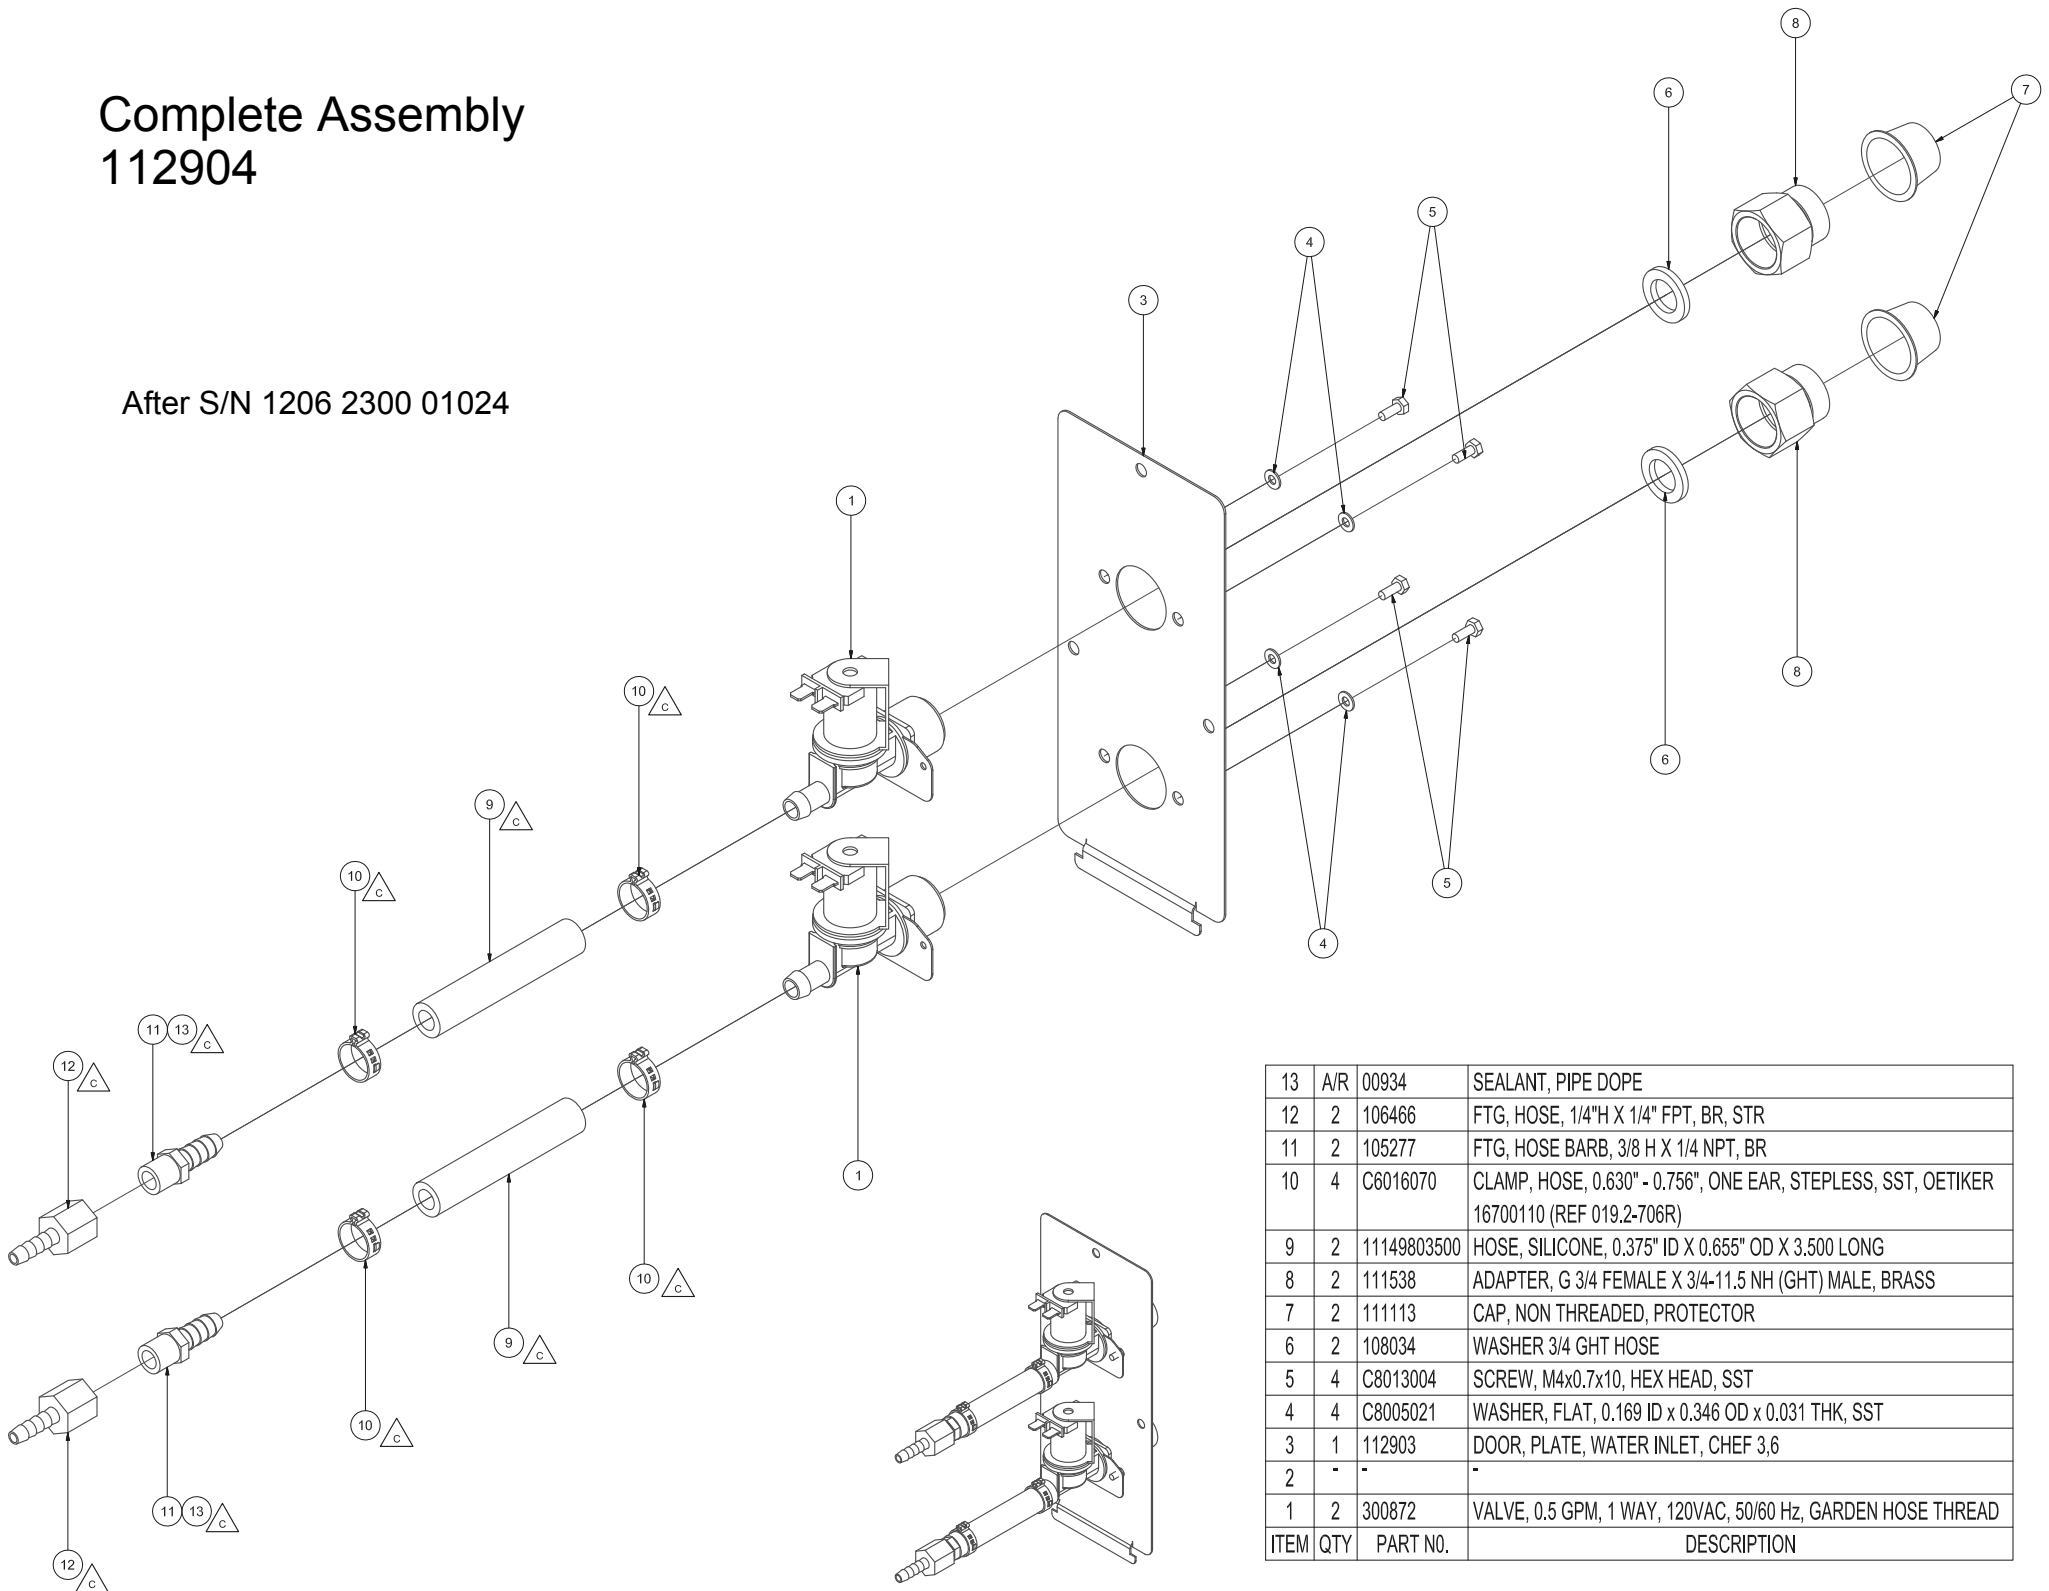 Complete Assembly
112904
After S/N 1206 2300 01024
8
6
7
5
4
3
1
10 C
9 C
10 C
8
6
11 13 C
12 C
5
4
1
10 C
9 C
10 C
11 13 C
12 C
13 A/R 00934 SEALANT, PIPE DOPE
12 2 106466 FTG, HOSE, 1/4"H X 1/4" FPT, BR, STR
11 2 105277 FTG, HOSE BARB, 3/8 H X 1/4 NPT, BR
10 4 C6016070 CLAMP, HOSE, 0.630" - 0.756", ONE EAR, STEPLESS, SST, OETIKER
16700110 (REF 019.2-706R)
9 2 11149803500 HOSE, SILICONE, 0.375" ID X 0.655" OD X 3.500 LONG
8 2 111538 ADAPTER, G 3/4 FEMALE X 3/4-11.5 NH (GHT) MALE, BRASS
7 2 111113 CAP, NON THREADED, PROTECTOR
6 2 108034 WASHER 3/4 GHT HOSE
5 4 C8013004 SCREW, M4x0.7x10, HEX HEAD, SST
4 4 C8005021 WASHER, FLAT, 0.169 ID x 0.346 OD x 0.031 THK, SST
3 1 112903 DOOR, PLATE, WATER INLET, CHEF 3,6
2 - - -
1 2 300872 VALVE, 0.5 GPM, 1 WAY, 120VAC, 50/60 Hz, GARDEN HOSE THREAD
ITEM QTY PART N0. DESCRIPTION